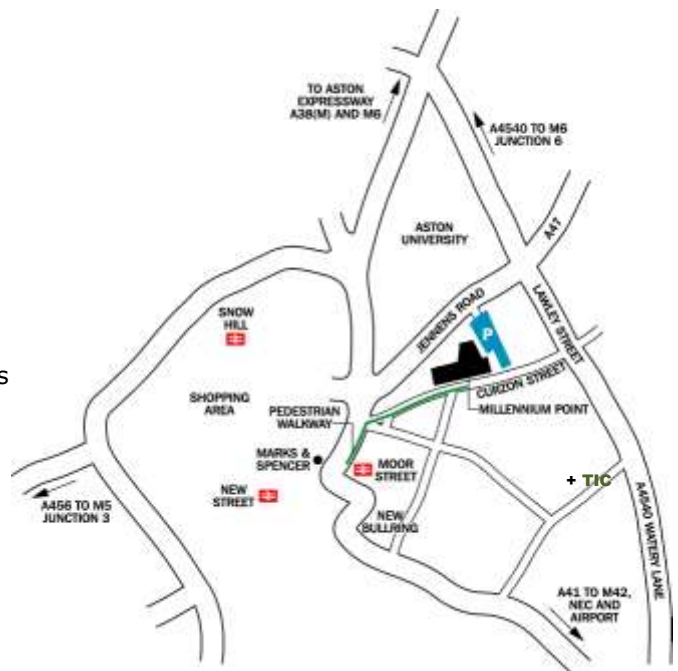 TO ASTON
EXPRESSWAY
A38(M) AND M6
A4540 TO M6
JUNCTION 6
ASTON
UNIVERSITY
A47
SNOW
HILL
JENNENS ROAD
P
LAWLEY STREET
s
SHOPPING
AREA
CURZON STREET
PEDESTRIAN
WALKWAY
MILLENNIUM POINT
MARKS &
SPENCER
MOOR
STREET
+ TIC
NEW
STREET
A456 TO M5
JUNCTION 3
NEW
BULLRING
A4540 WATERY LANE
A41 TO M42,
NEC AND
AIRPORT